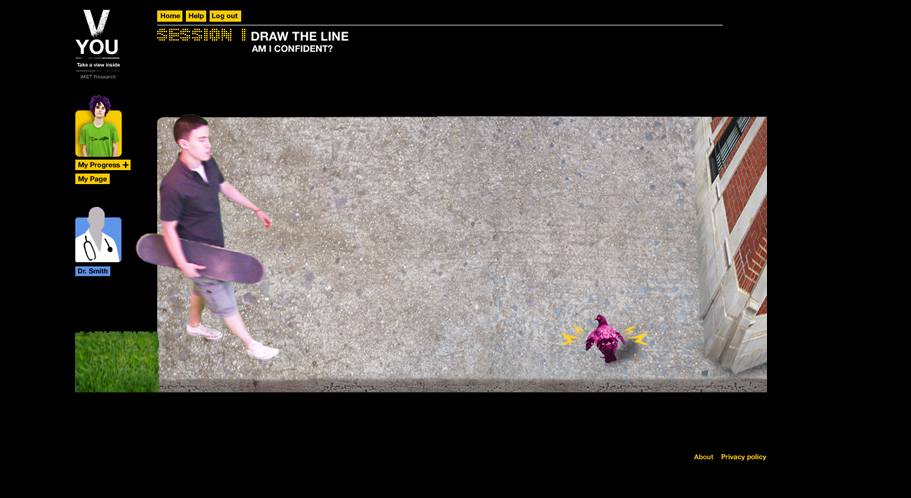 Home Help Log out
SESSION 1 DRAW THE LINE
AM I CONFIDENT?
V
YOU
Take a view inside
iMET Research
My Progress +
My Page
Dr. Smith
About Privacy policy